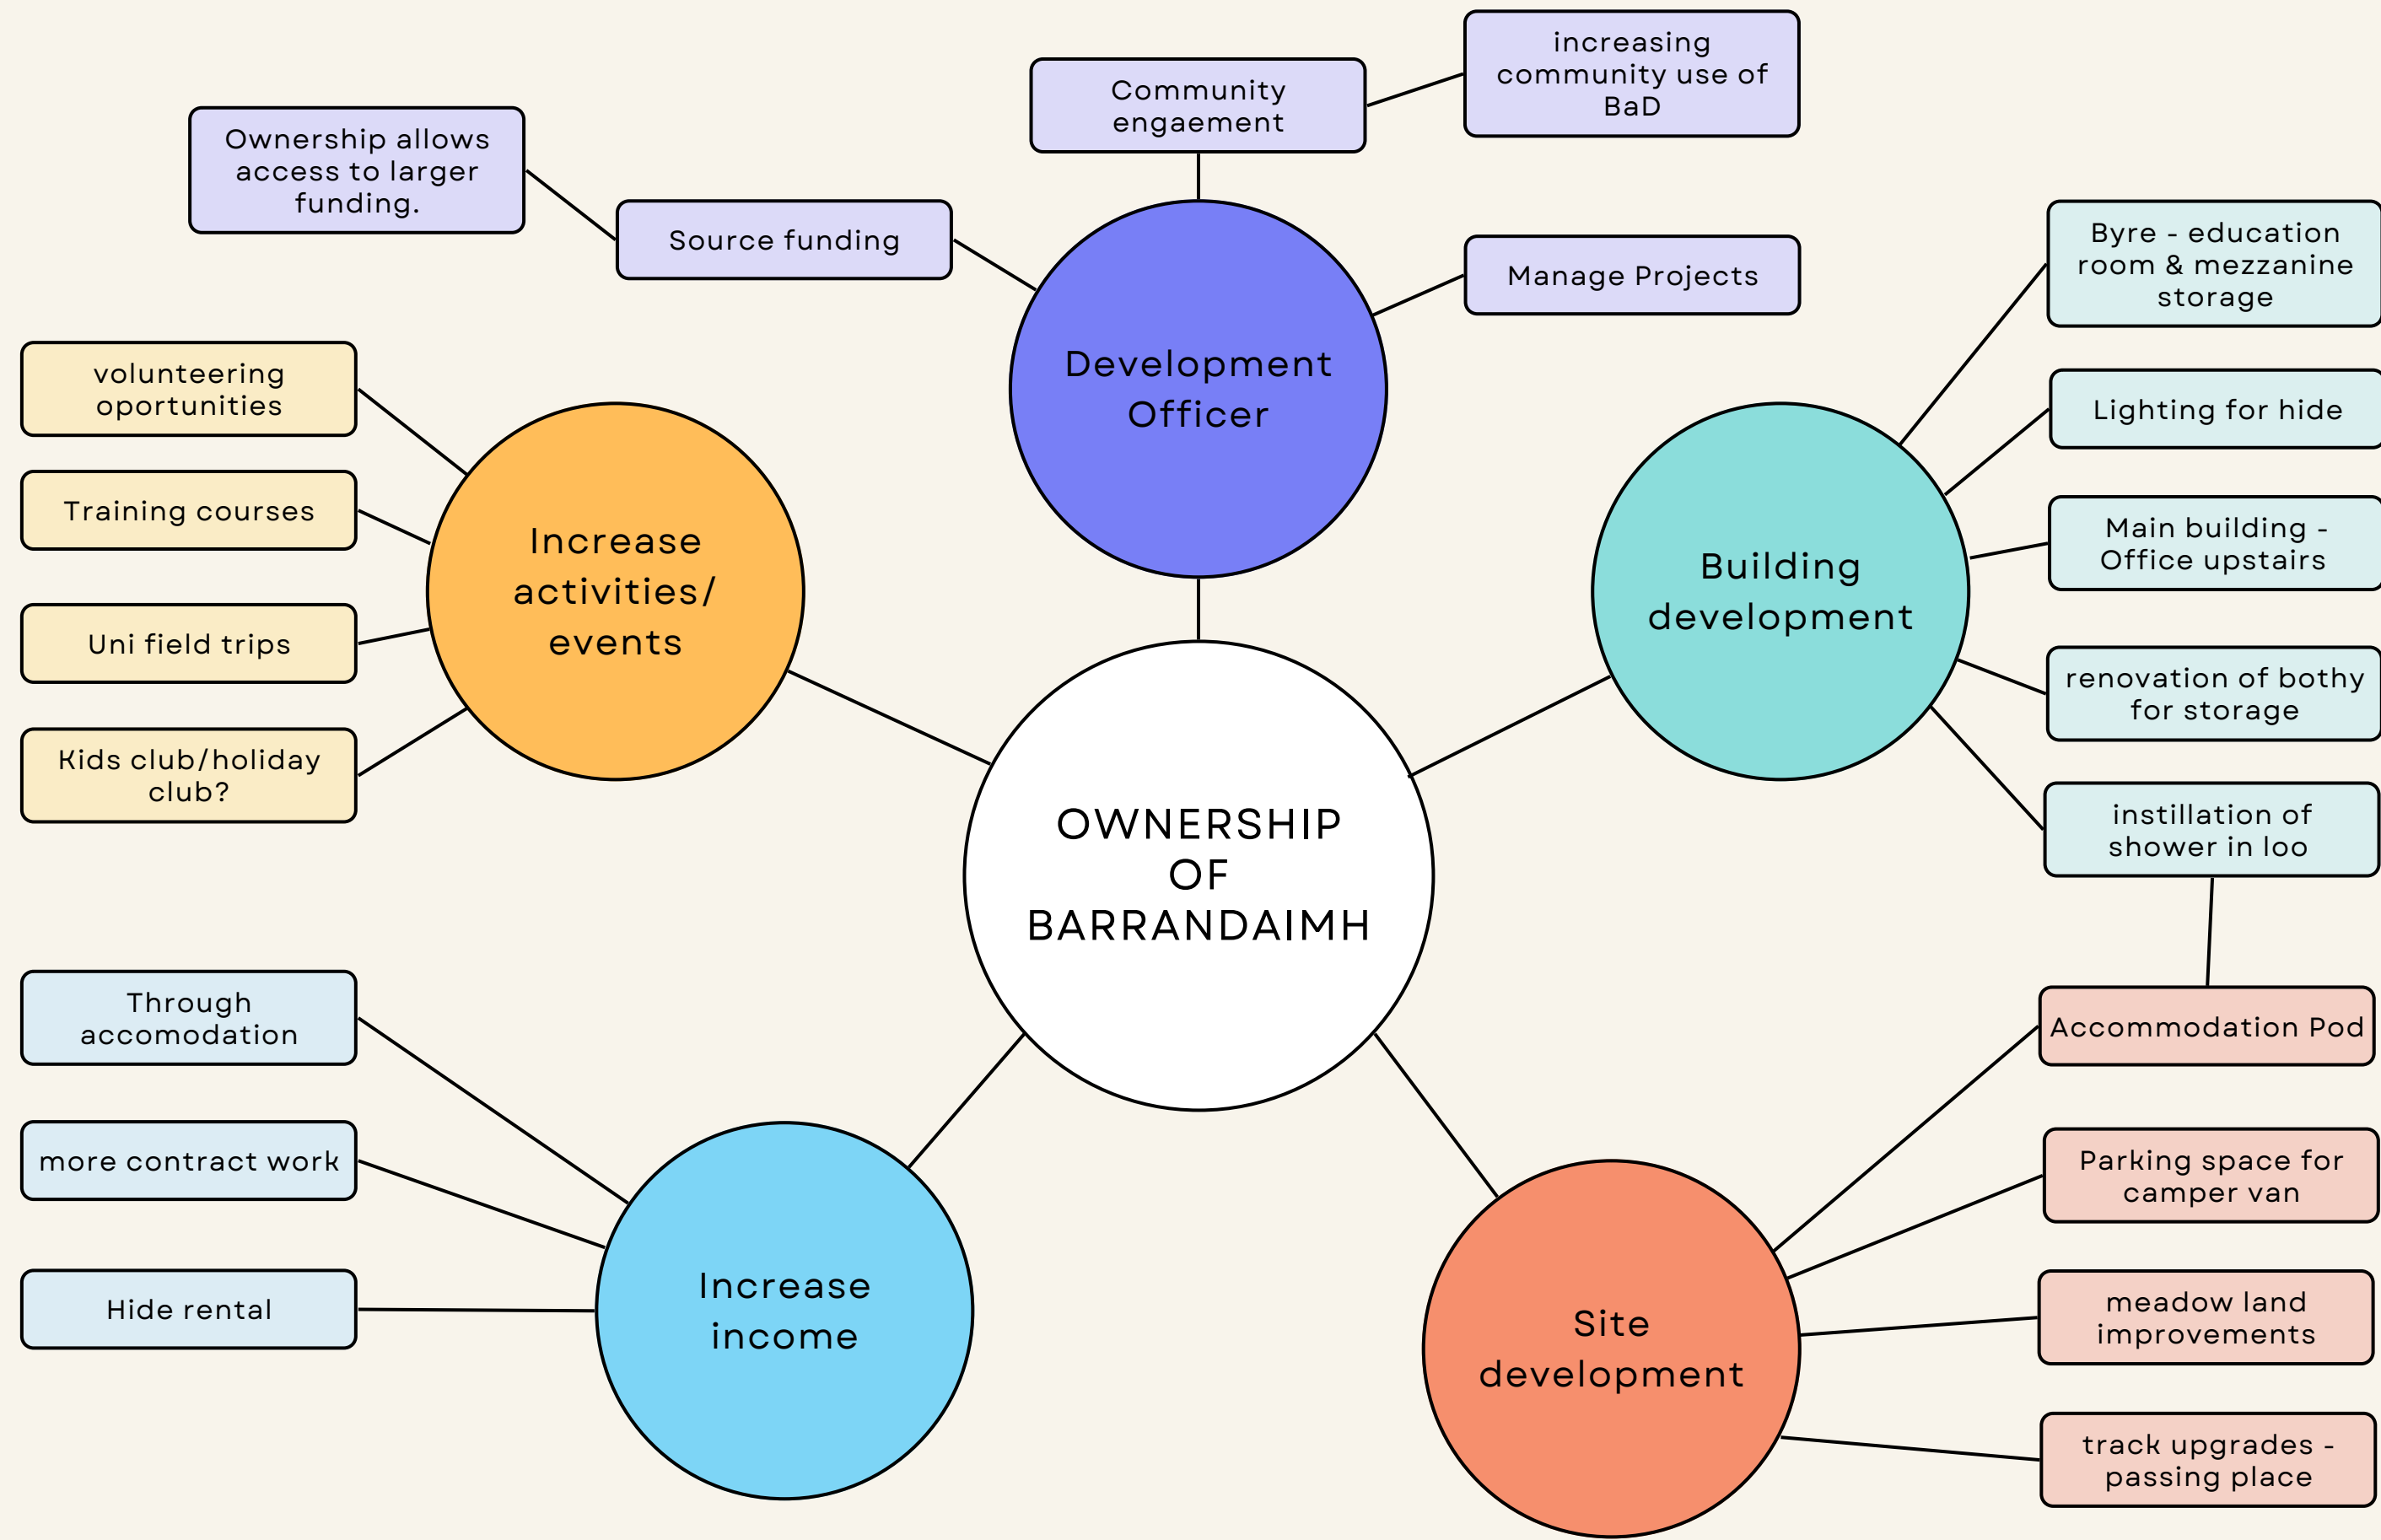 increasing
community use of
BaD
Community
engaement
Ownership allows
access to larger
funding.
Source funding
Manage Projects
Development
Officer
Byre - education
room & mezzanine
storage
Lighting for hide
Main building -
Office upstairs
renovation of bothy
for storage
instillation of
shower in loo
Building
development
volunteering
oportunities
Training courses
Uni field trips
Kids club/holiday
club?
Increase
activities/
events
OWNERSHIP
OF
BARRANDAIMH
Through
accomodation
more contract work
Hide rental
Increase
income
Accommodation Pod
Parking space for
camper van
meadow land
improvements
track upgrades -
passing place
Site
development